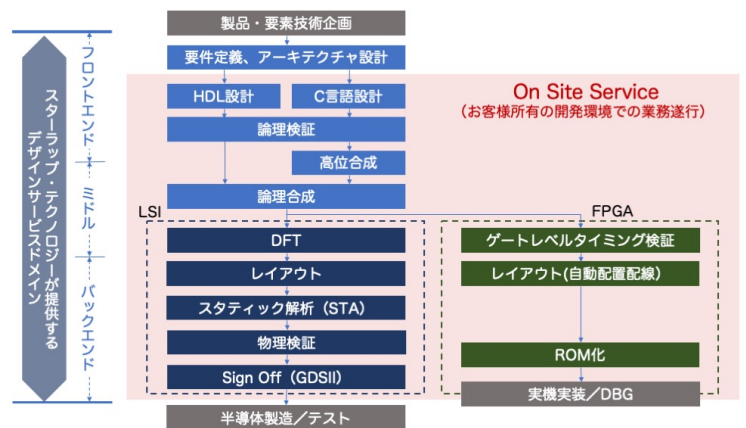 製品・要素技術企画
要件定義、アーキテクチャ設計
HDL設計
C言語設計
論理検証
高位合成
論理合成
On Site Service
（お客様所有の開発環境での業務遂行）
スターラップ・テクノロジーが提供する
デザインサービスドメイン
フロントエンド
ミドル
バックエンド
LSI
DFT
レイアウト
スタティック解析（STA）
物理検証
Sign Off（GDSII）
半導体製造／テスト
FPGA
ゲートレベルタイミング検証
レイアウト(自動配置配線）
ROM化
実機実装／DBG